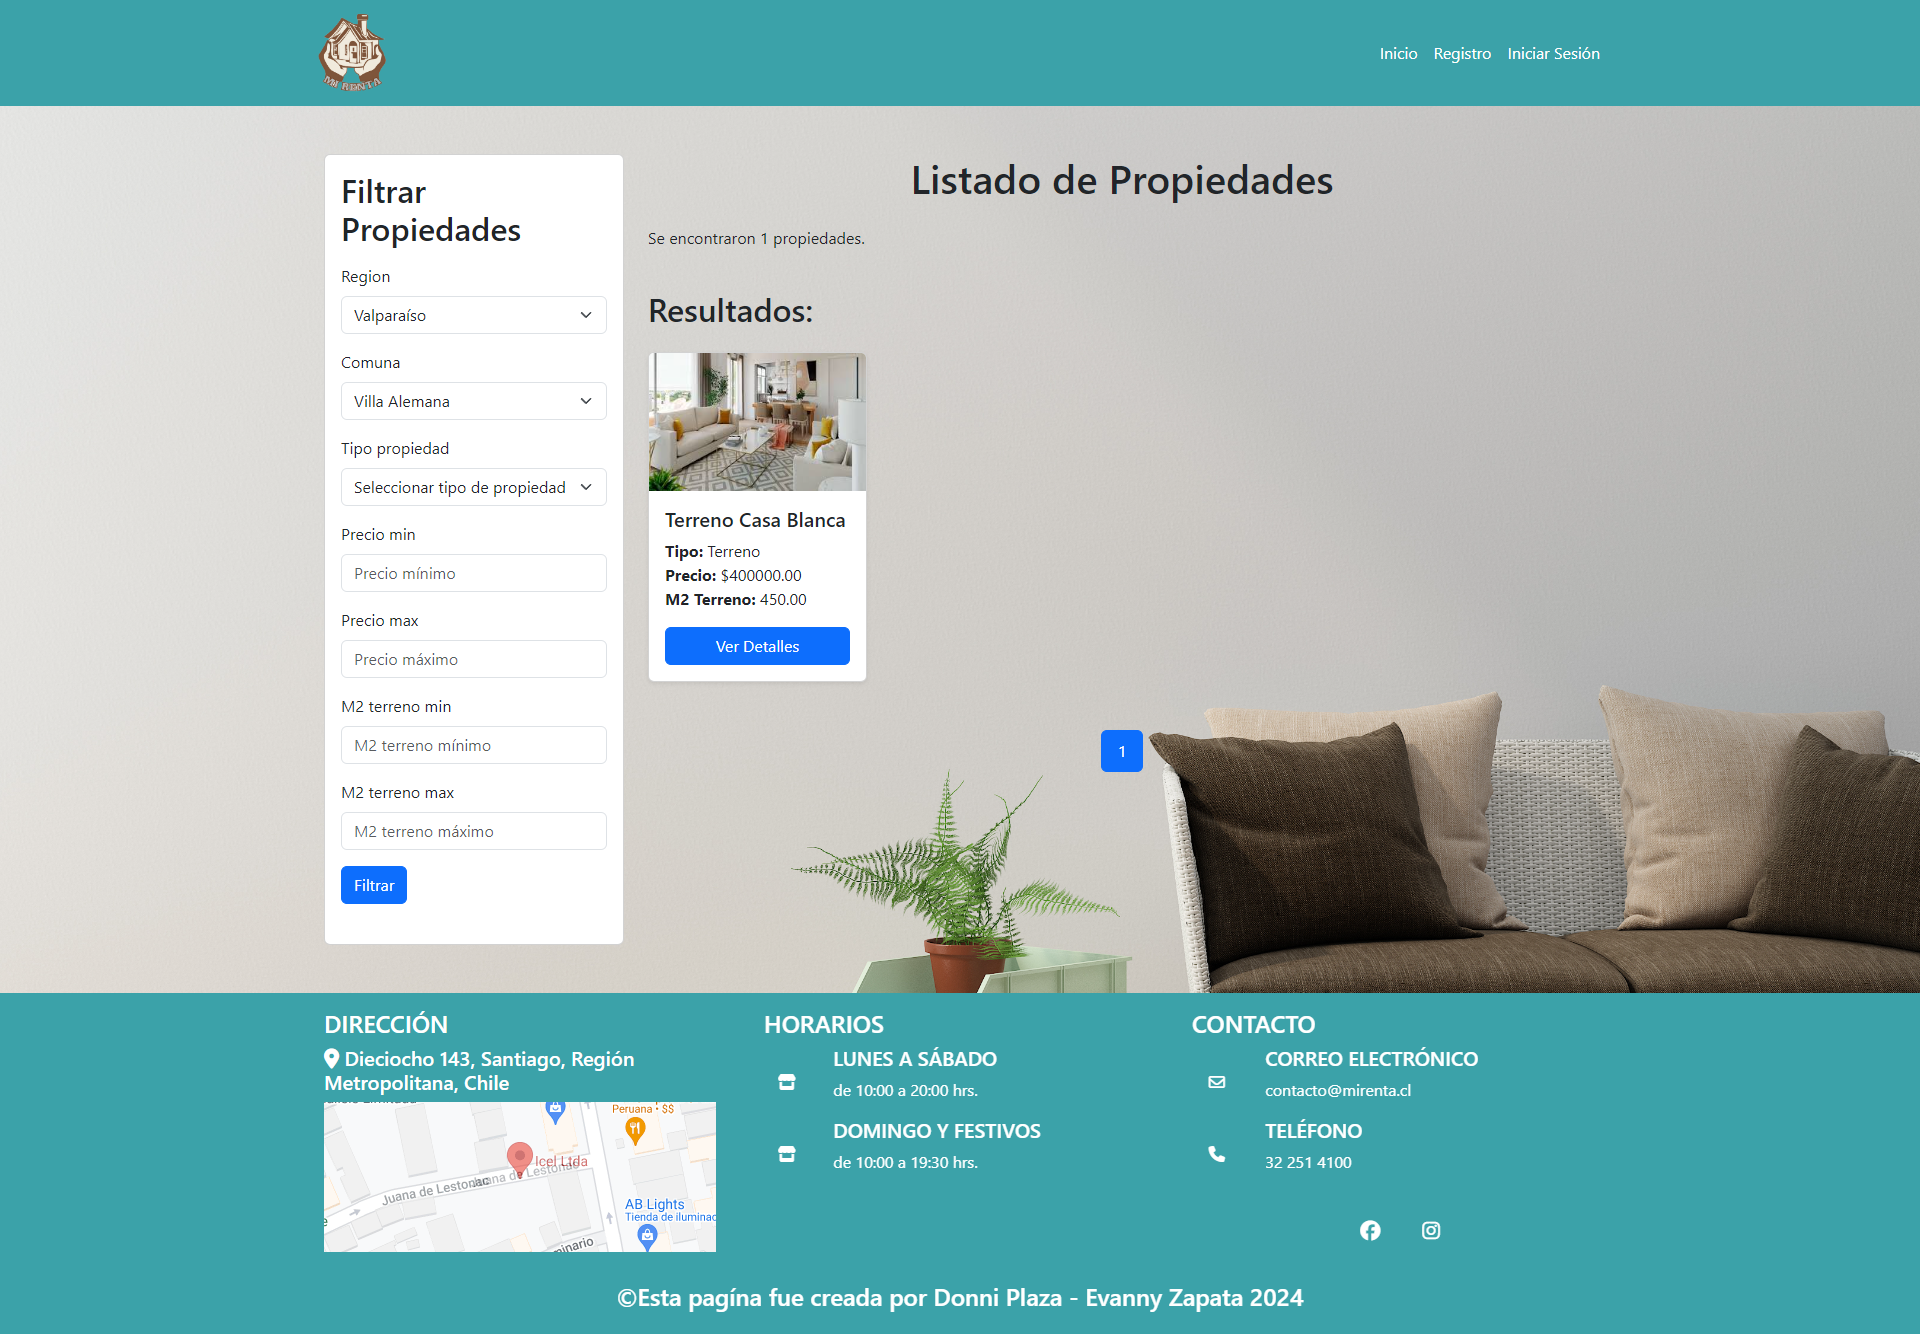 MI RENTA
Inicio Registro Iniciar Sesión
Filtrar
Propiedades
Region
Valparaíso
Comuna
Villa Alemana
Tipo propiedad
Seleccionar tipo de propiedad
Precio min
Precio mínimo
Precio max
Precio máximo
M2 terreno min
M2 terreno mínimo
M2 terreno max
M2 terreno máximo
Filtrar
Listado de Propiedades
Se encontraron 1 propiedades.
Resultados:
Terreno Casa Blanca
Tipo: Terreno
Precio: $400000.00
M2 Terreno: 450.00
Ver Detalles
1
DIRECCIÓN
Dieciocho 143, Santiago, Región
Metropolitana, Chile
Peruana • $$
Icel Ltda
Juana de Lestonac
Juana de Lestonac
AB Lights
Tienda de iluminac
minario
HORARIOS
LUNES A SÁBADO
de 10:00 a 20:00 hrs.
DOMINGO Y FESTIVOS
de 10:00 a 19:30 hrs.
CONTACTO
CORREO ELECTRÓNICO
contacto@mirenta.cl
TELÉFONO
32 251 4100
©Esta pagína fue creada por Donni Plaza - Evanny Zapata 2024